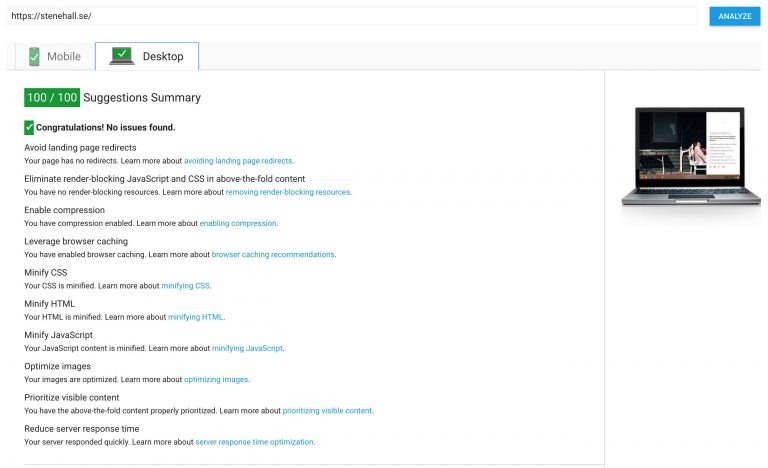 https://stenehall.se/
ANALYZE
Mobile
Desktop
100 / 100 Suggestions Summary
Congratulations! No issues found.
Avoid landing page redirects
Your page has no redirects. Learn more about avoiding landing page redirects.
Eliminate render-blocking JavaScript and CSS in above-the-fold content
You have no render-blocking resources. Learn more about removing render-blocking resources.
Enable compression
You have compression enabled. Learn more about enabling compression.
Leverage browser caching
You have enabled browser caching. Learn more about browser caching recommendations.
Minify CSS
Your CSS is minified. Learn more about minifying CSS.
Minify HTML
Your HTML is minified. Learn more about minifying HTML.
Minify JavaScript
Your JavaScript content is minified. Learn more about minifying JavaScript.
Optimize images
Your images are optimized. Learn more about optimizing images.
Prioritize visible content
You have the above-the-fold content properly prioritized. Learn more about prioritizing visible content.
Reduce server response time
Your server responded quickly. Learn more about server response time optimization.